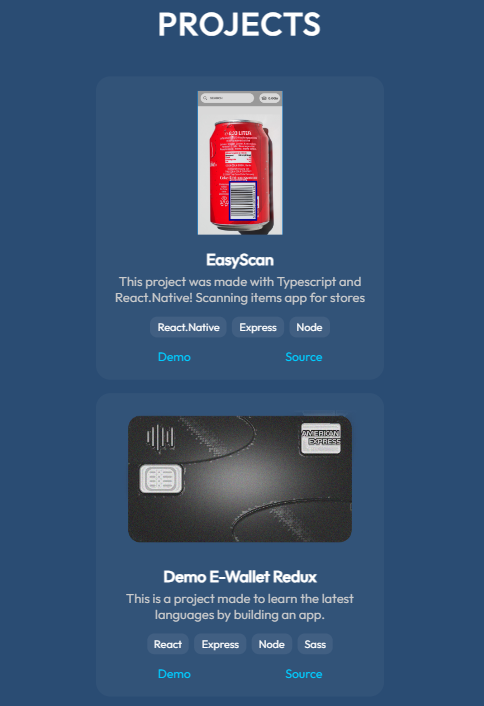 PROJECTS
EasyScan
This project was made with Typescript and
React.Native! Scanning items app for stores
React.Native Express Node
Demo Source
AMERICAN
EXPRESS
Demo E-Wallet Redux
This is a project made to learn the latest
languages by building an app.
React Express Node Sass
Demo Source